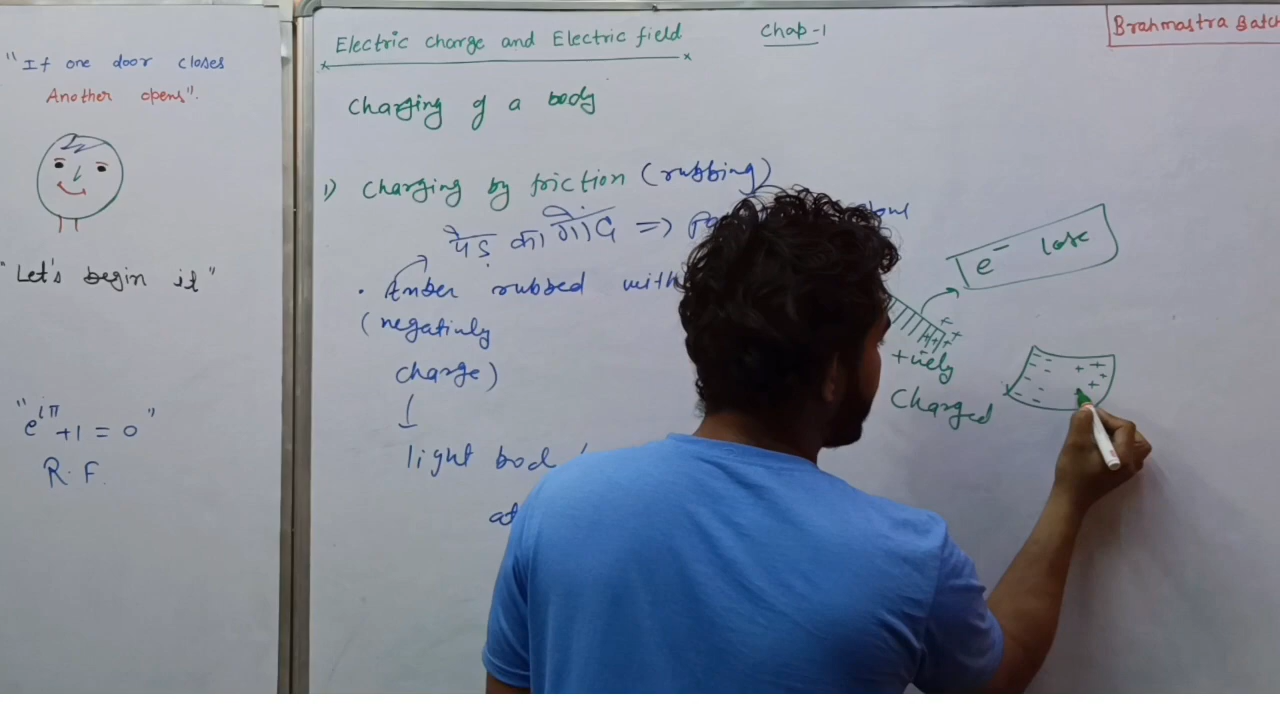 "If one door closes
Another opens".
"Let's begin it"
"e^iπ +1 = 0"
R. F.
Electric charge and Electric field
Chap-1
Brahmastra Batch
Charging of a body
1) Charging by friction (rubbing)
पेड़ का गोंद =>
• Amber rubbed with
(negatively
charge)
↓
light bod
e⁻ lose
+ + +
+ively
Charged
- - - - - - - + + + + +